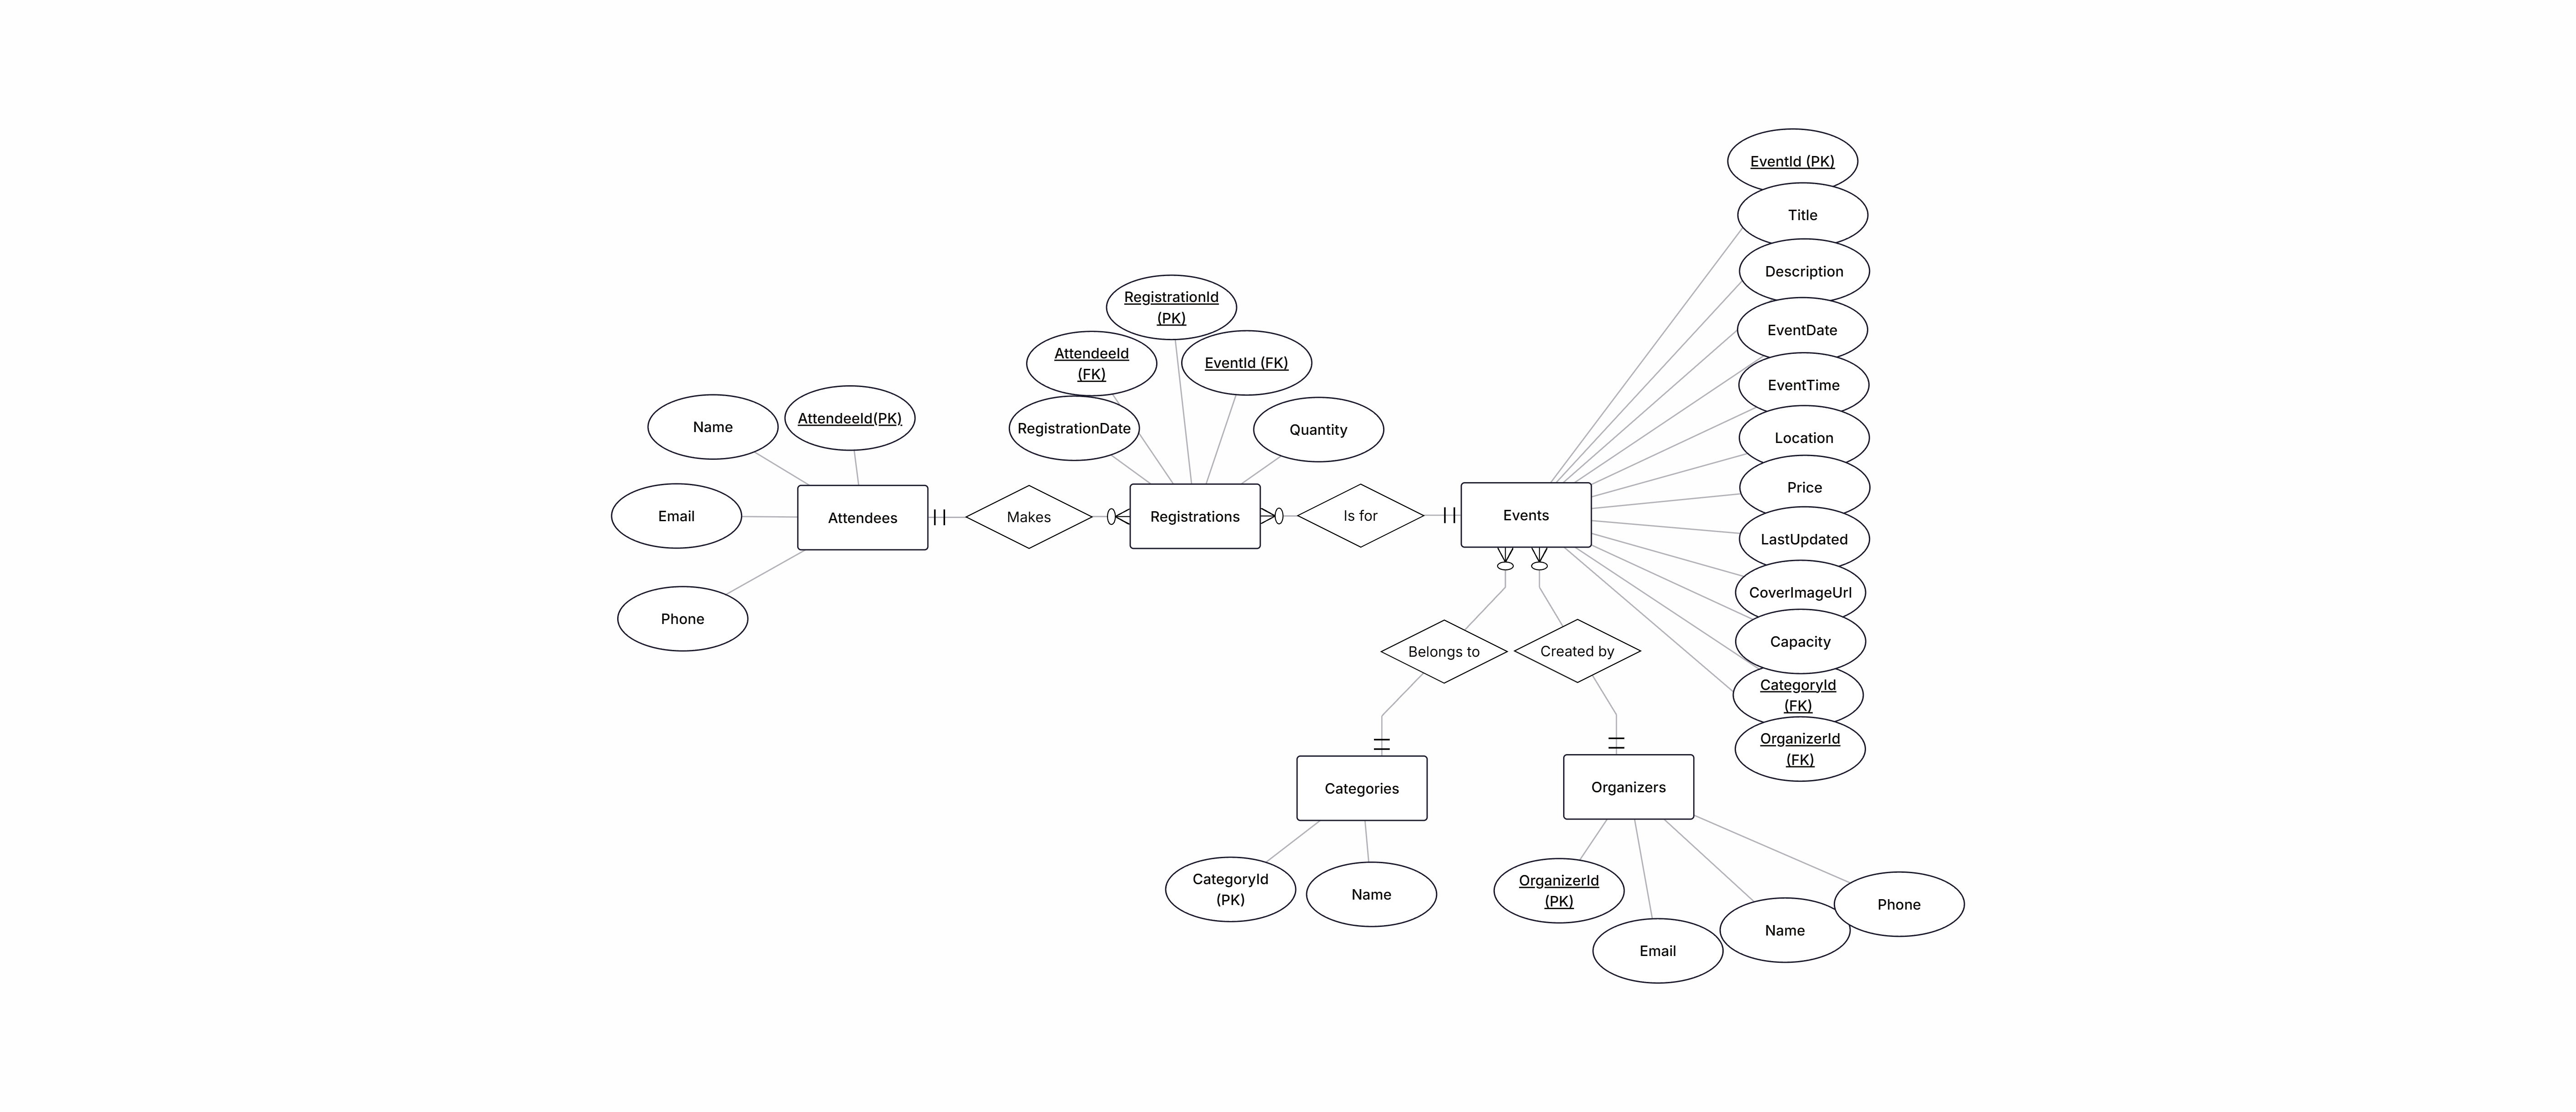 EventId (PK)
Title
Description
EventDate
EventTime
Location
Price
LastUpdated
CoverImageUrl
Capacity
CategoryId
(FK)
OrganizerId
(FK)
RegistrationId
(PK)
AttendeeId
(FK)
EventId (FK)
RegistrationDate
Quantity
Name
AttendeeId(PK)
Email
Phone
Attendees
Makes
Registrations
Is for
Events
Belongs to
Created by
Categories
Organizers
CategoryId
(PK)
Name
OrganizerId
(PK)
Email
Name
Phone